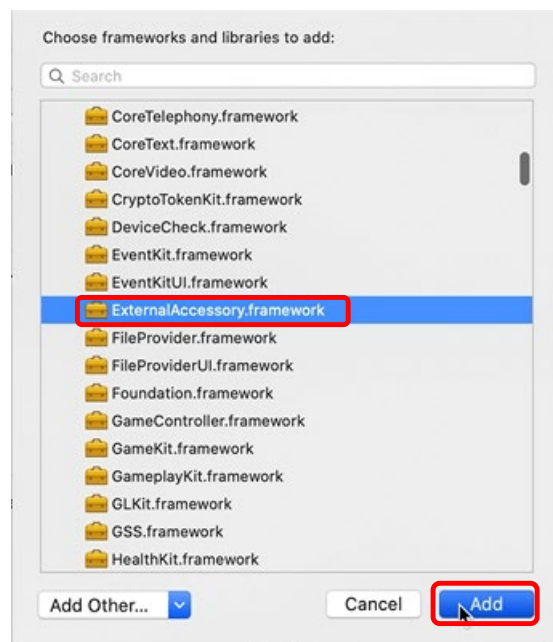 Choose frameworks and libraries to add:
Search
CoreTelephony.framework
CoreText.framework
CoreVideo.framework
CryptoTokenKit.framework
DeviceCheck.framework
EventKit.framework
EventKitUI.framework
ExternalAccessory.framework
FileProvider.framework
FileProviderUI.framework
Foundation.framework
GameController.framework
GameKit.framework
GameplayKit.framework
GLKit.framework
GSS.framework
HealthKit.framework
Add Other... Cancel Add